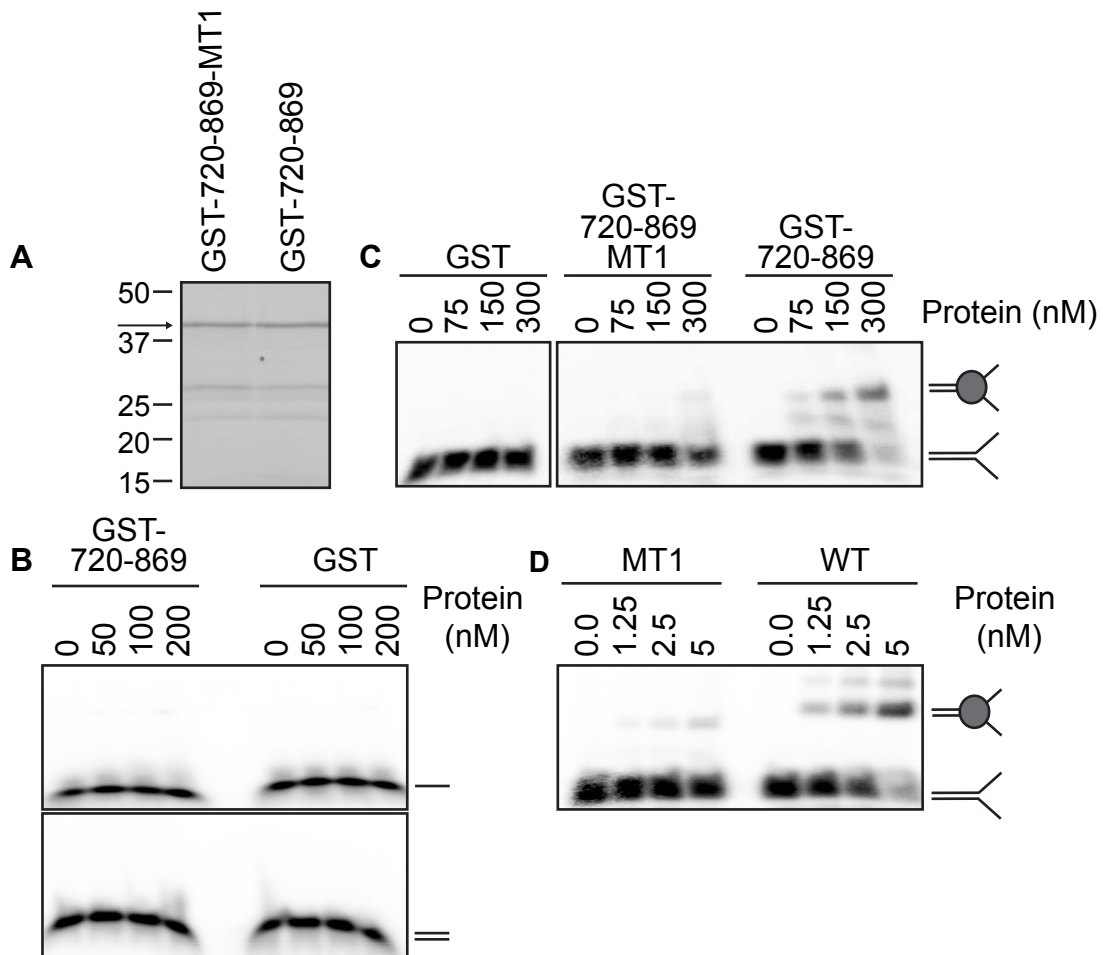 A
GST-720-869-MT1
GST-720-869
50
37
25
20
15
C
GST
GST-
720-869
MT1
GST-
720-869
0 75 150 300 0 75 150 300 0 75 150 300
Protein (nM)
B
GST-
720-869
GST
Protein
(nM)
0 50 100 200 0 50 100 200
D
MT1
WT
Protein
(nM)
0.0 1.25 2.5 5 0.0 1.25 2.5 5